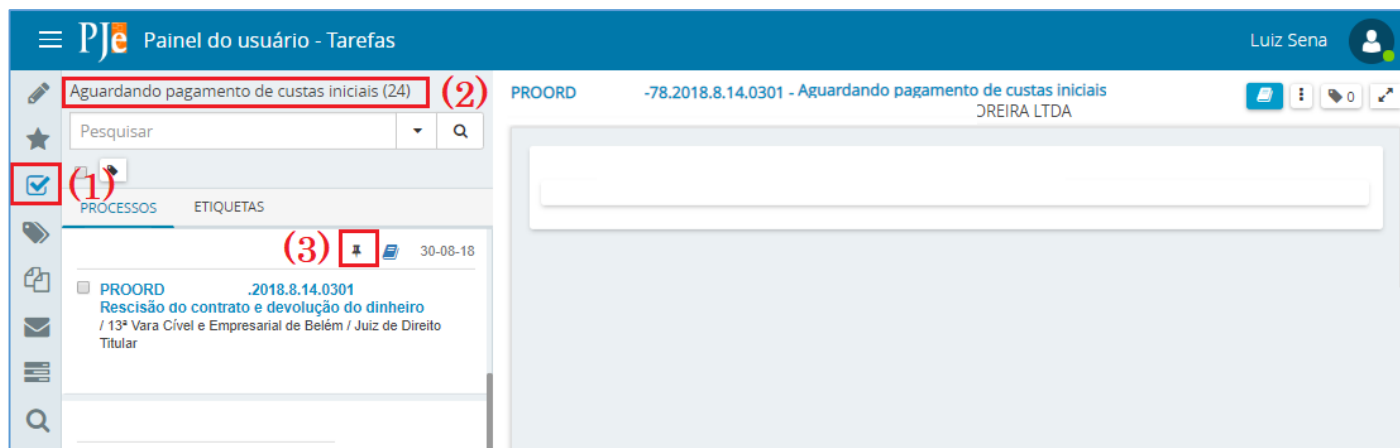 PJe Painel do usuário - Tarefas
Luiz Sena
(1)
Aguardando pagamento de custas iniciais (24)
(2)
Pesquisar
PROCESSOS ETIQUETAS
(3)
30-08-18
PROORD .2018.8.14.0301
Rescisão do contrato e devolução do dinheiro
/ 13ª Vara Cível e Empresarial de Belém / Juiz de Direito
Titular
PROORD -78.2018.8.14.0301 - Aguardando pagamento de custas iniciais
OREIRA LTDA
0